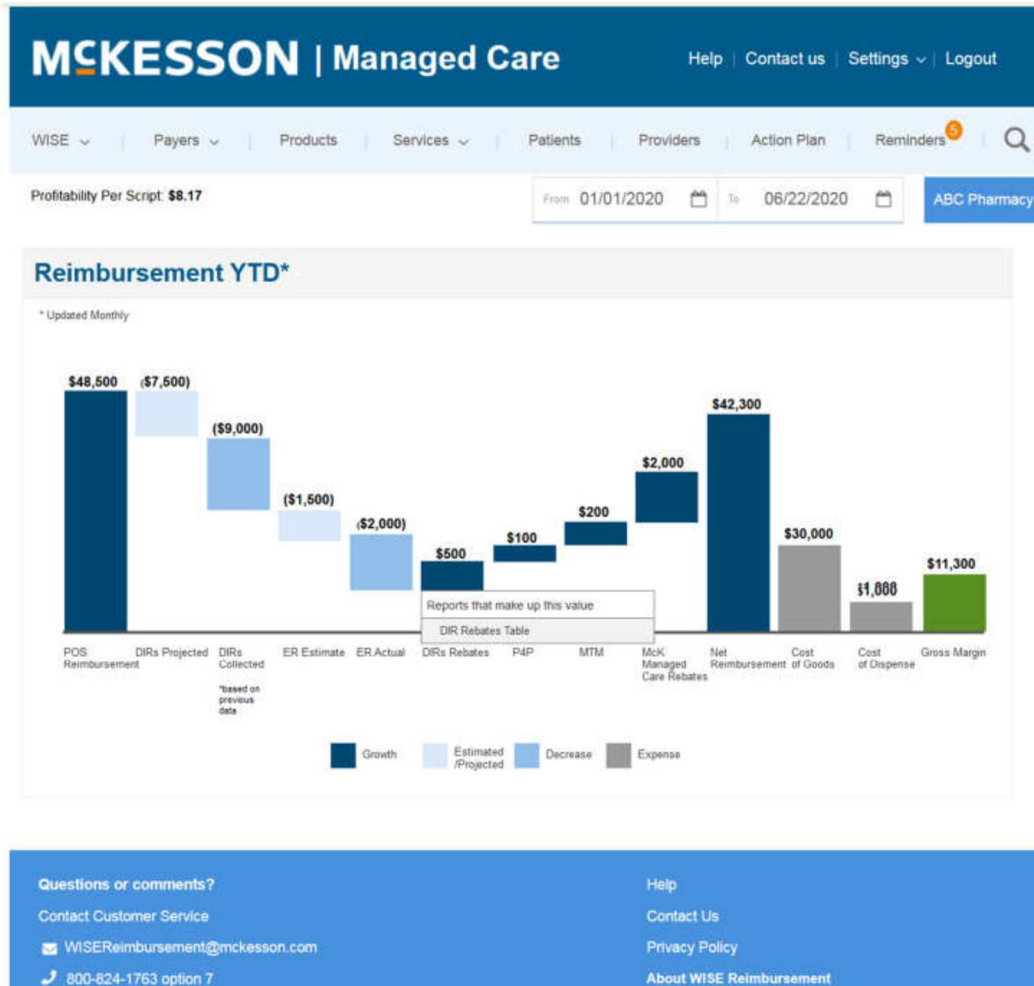 MCKESSON | Managed Care
Help | Contact us | Settings | Logout
WISE | Payers | Products | Services | Patients | Providers | Action Plan | Reminders 5
Profitability Per Script: $8.17
From 01/01/2020 To 06/22/2020
ABC Pharmacy
Reimbursement YTD*
* Updated Monthly
$48,500
($7,500)
($9,000)
($1,500)
($2,000)
$500
$100
$200
$2,000
$42,300
$30,000
$11,300
Reports that make up this value
DIR Rebates Table
POS
Reimbursement
DIRs Projected
DIRs
Collected
*based on
previous
data
ER Estimate
ER Actual
DIRs Rebates
P4P
MTM
McK
Managed
Care Rebates
Net
Reimbursement
Cost
of Goods
Cost
of Dispense
Gross Margin
Growth
Estimated
/Projected
Decrease
Expense
Questions or comments?
Contact Customer Service
WISEReimbursement@mckesson.com
800-824-1763 option 7
Help
Contact Us
Privacy Policy
About WISE Reimbursement